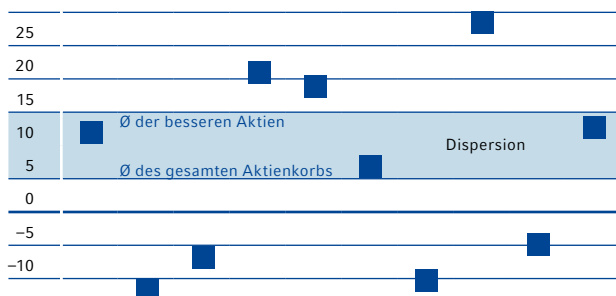 25
20
15
Ø der besseren Aktien
10
Dispersion
5
Ø des gesamten Aktienkorbs
0
–5
–10